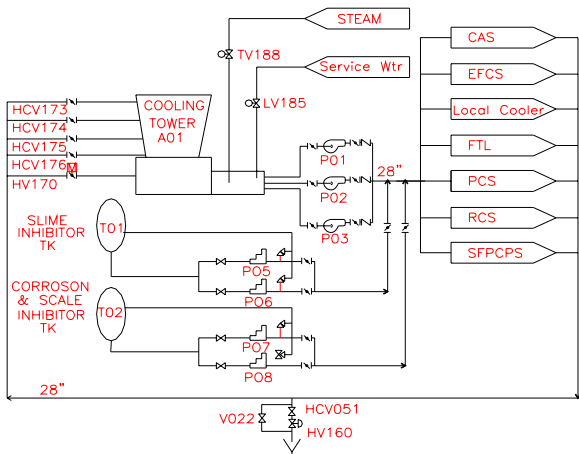 STEAM
TV188
Service Wtr
LV185
CAS
EFCS
Local Cooler
FTL
PCS
RCS
SFPCPS
HCV173
HCV174
HCV175
HCV176
M
HV170
COOLING
TOWER
A01
P01
P02
P03
28"
SLIME
INHIBITOR
TK
T01
P05
P06
CORROSON
& SCALE
INHIBITOR
TK
T02
P07
P08
28"
V022
HCV051
HV160